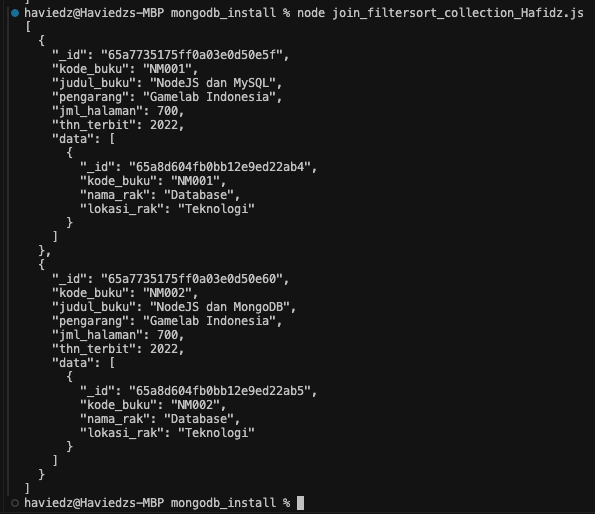 haviedz@Haviedzs-MBP mongodb_install % node join_filtersort_collection_Hafidz.js
[
  {
    "_id": "65a7735175ff0a03e0d50e5f",
    "kode_buku": "NM001",
    "judul_buku": "NodeJS dan MySQL",
    "pengarang": "Gamelab Indonesia",
    "jml_halaman": 700,
    "thn_terbit": 2022,
    "data": [
      {
        "_id": "65a8d604fb0bb12e9ed22ab4",
        "kode_buku": "NM001",
        "nama_rak": "Database",
        "lokasi_rak": "Teknologi"
      }
    ]
  },
  {
    "_id": "65a7735175ff0a03e0d50e60",
    "kode_buku": "NM002",
    "judul_buku": "NodeJS dan MongoDB",
    "pengarang": "Gamelab Indonesia",
    "jml_halaman": 700,
    "thn_terbit": 2022,
    "data": [
      {
        "_id": "65a8d604fb0bb12e9ed22ab5",
        "kode_buku": "NM002",
        "nama_rak": "Database",
        "lokasi_rak": "Teknologi"
      }
    ]
  }
]
haviedz@Haviedzs-MBP mongodb_install %